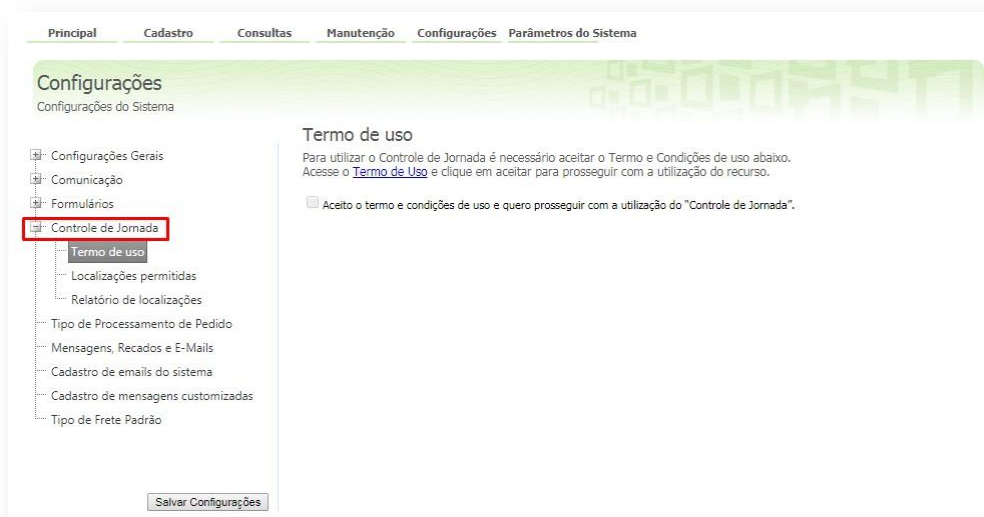 Principal Cadastro Consultas Manutenção Configurações Parâmetros do Sistema
Configurações
Configurações do Sistema
Configurações Gerais
Comunicação
Formulários
Controle de Jornada
Termo de uso
Localizações permitidas
Relatório de localizações
Tipo de Processamento de Pedido
Mensagens, Recados e E-Mails
Cadastro de emails do sistema
Cadastro de mensagens customizadas
Tipo de Frete Padrão
Salvar Configurações
Termo de uso
Para utilizar o Controle de Jornada é necessário aceitar o Termo e Condições de uso abaixo.
Acesse o Termo de Uso e clique em aceitar para prosseguir com a utilização do recurso.
Aceito o termo e condições de uso e quero prosseguir com a utilização do "Controle de Jornada".